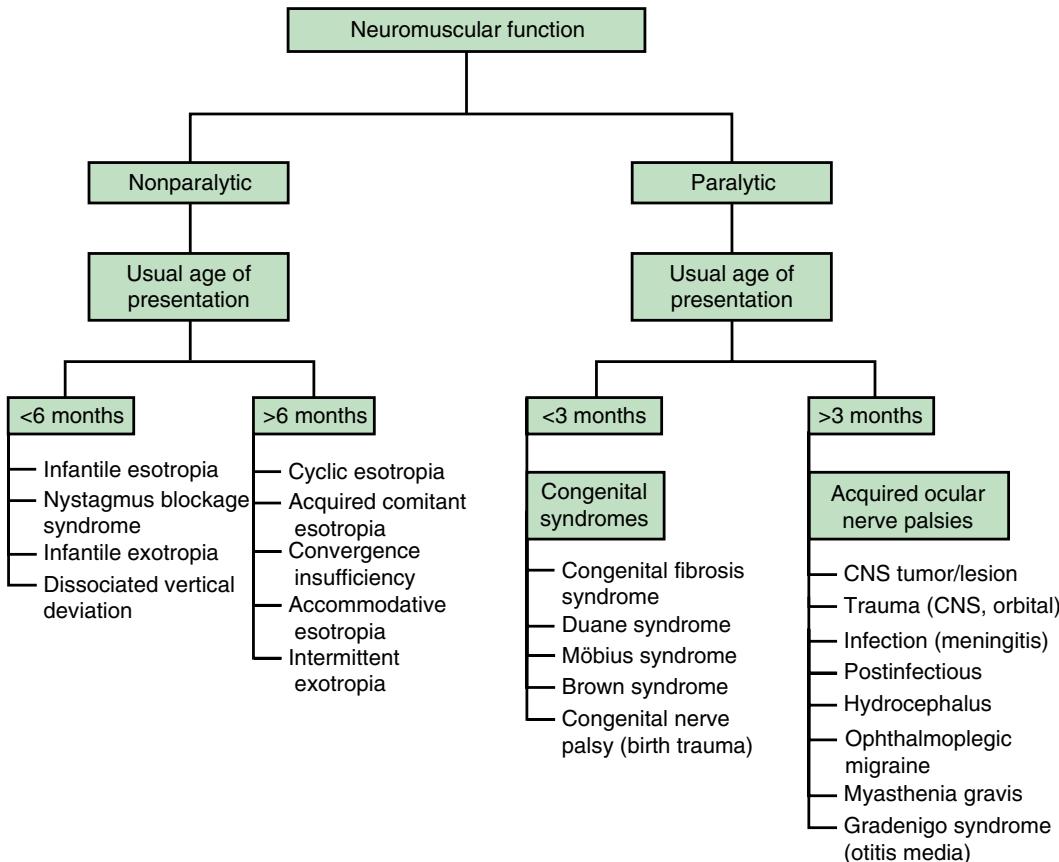 Neuromuscular function
Nonparalytic
Paralytic
Usual age of
presentation
Usual age of
presentation
<6 months
>6 months
<3 months
>3 months
Infantile esotropia
Nystagmus blockage
syndrome
Infantile exotropia
Dissociated vertical
deviation
Cyclic esotropia
Acquired comitant
esotropia
Convergence
insufficiency
Accommodative
esotropia
Intermittent
exotropia
Congenital
syndromes
Congenital fibrosis
syndrome
Duane syndrome
Möbius syndrome
Brown syndrome
Congenital nerve
palsy (birth trauma)
Acquired ocular
nerve palsies
CNS tumor/lesion
Trauma (CNS, orbital)
Infection (meningitis)
Postinfectious
Hydrocephalus
Ophthalmoplegic
migraine
Myasthenia gravis
Gradenigo syndrome
(otitis media)